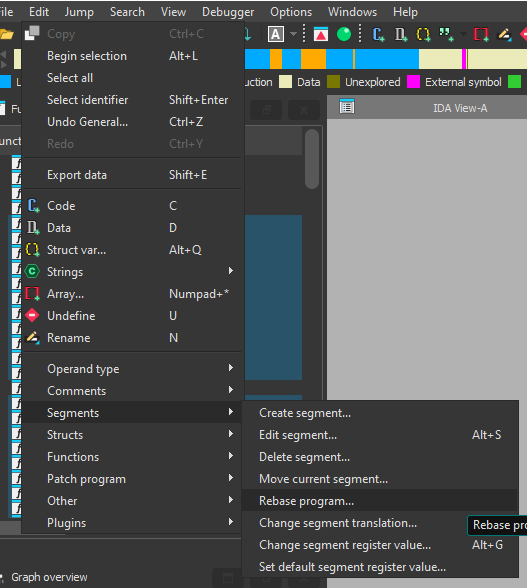 File Edit Jump Search View Debugger Options Windows Help
Copy Ctrl+C
Begin selection Alt+L
Select all
Select identifier Shift+Enter
Undo General... Ctrl+Z
Redo Ctrl+Y
Export data Shift+E
Code C
Data D
Struct var... Alt+Q
Strings
Array... Numpad+*
Undefine U
Rename N
Operand type
Comments
Segments
Structs
Functions
Patch program
Other
Plugins
uction Data Unexplored External symbol
IDA View-A
Create segment...
Edit segment... Alt+S
Delete segment...
Move current segment...
Rebase program...
Change segment translation...
Rebase pro
Change segment register value... Alt+G
Set default segment register value...
Graph overview